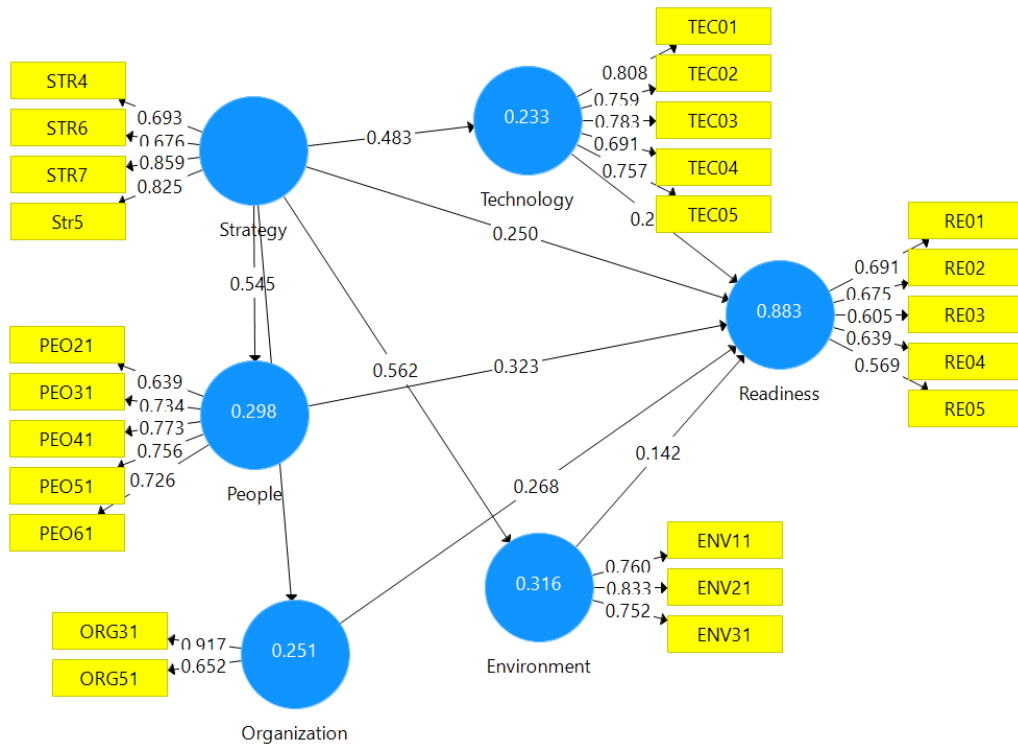 STR4
STR6
STR7
Str5
0.693
0.676
0.859
0.825
Strategy
0.483
0.233
Technology
0.808
0.759
0.783
0.691
0.757
TEC01
TEC02
TEC03
TEC04
TEC05
0.250
0.545
0.562
0.883
Readiness
0.691
0.675
0.605
0.639
0.569
RE01
RE02
RE03
RE04
RE05
PEO21
PEO31
PEO41
PEO51
PEO61
0.639
0.734
0.773
0.756
0.726
0.298
People
0.323
0.268
0.142
ORG31
ORG51
0.917
0.652
0.251
Organization
0.316
Environment
0.760
0.833
0.752
ENV11
ENV21
ENV31